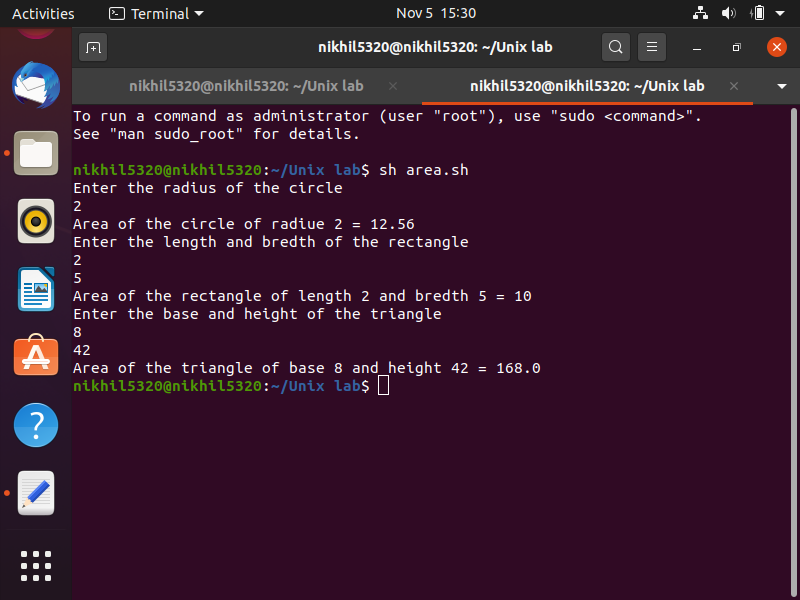 Activities Terminal Nov 5 15:30
nikhil5320@nikhil5320: ~/Unix lab
nikhil5320@nikhil5320: ~/Unix lab nikhil5320@nikhil5320: ~/Unix lab
To run a command as administrator (user "root"), use "sudo <command>".
See "man sudo_root" for details.
nikhil5320@nikhil5320:~/Unix lab$ sh area.sh
Enter the radius of the circle
2
Area of the circle of radiue 2 = 12.56
Enter the length and bredth of the rectangle
2
5
Area of the rectangle of length 2 and bredth 5 = 10
Enter the base and height of the triangle
8
42
Area of the triangle of base 8 and height 42 = 168.0
nikhil5320@nikhil5320:~/Unix lab$